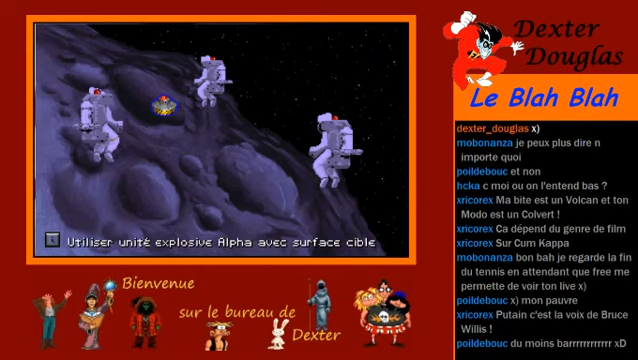 Dexter
Douglas
Le Blah Blah
dexter_douglas x)
mobonanza je peux plus dire n
importe quoi
poildebouc et non
hcka c moi ou on l'entend bas ?
xricorex Ma bite est un Volcan et ton
Modo est un Colvert !
xricorex Ca dépend du genre de film
xricorex Sur Cum Kappa
mobonanza bon bah je regarde la fin
du tennis en attendant que free me
permette de voir ton live x)
poildebouc x) mon pauvre
xricorex Putain c'est la voix de Bruce
Willis !
poildebouc du moins barrrrrrrrrrr xD
Utiliser unité explosive Alpha avec surface cible
Bienvenue
sur le bureau de
Dexter